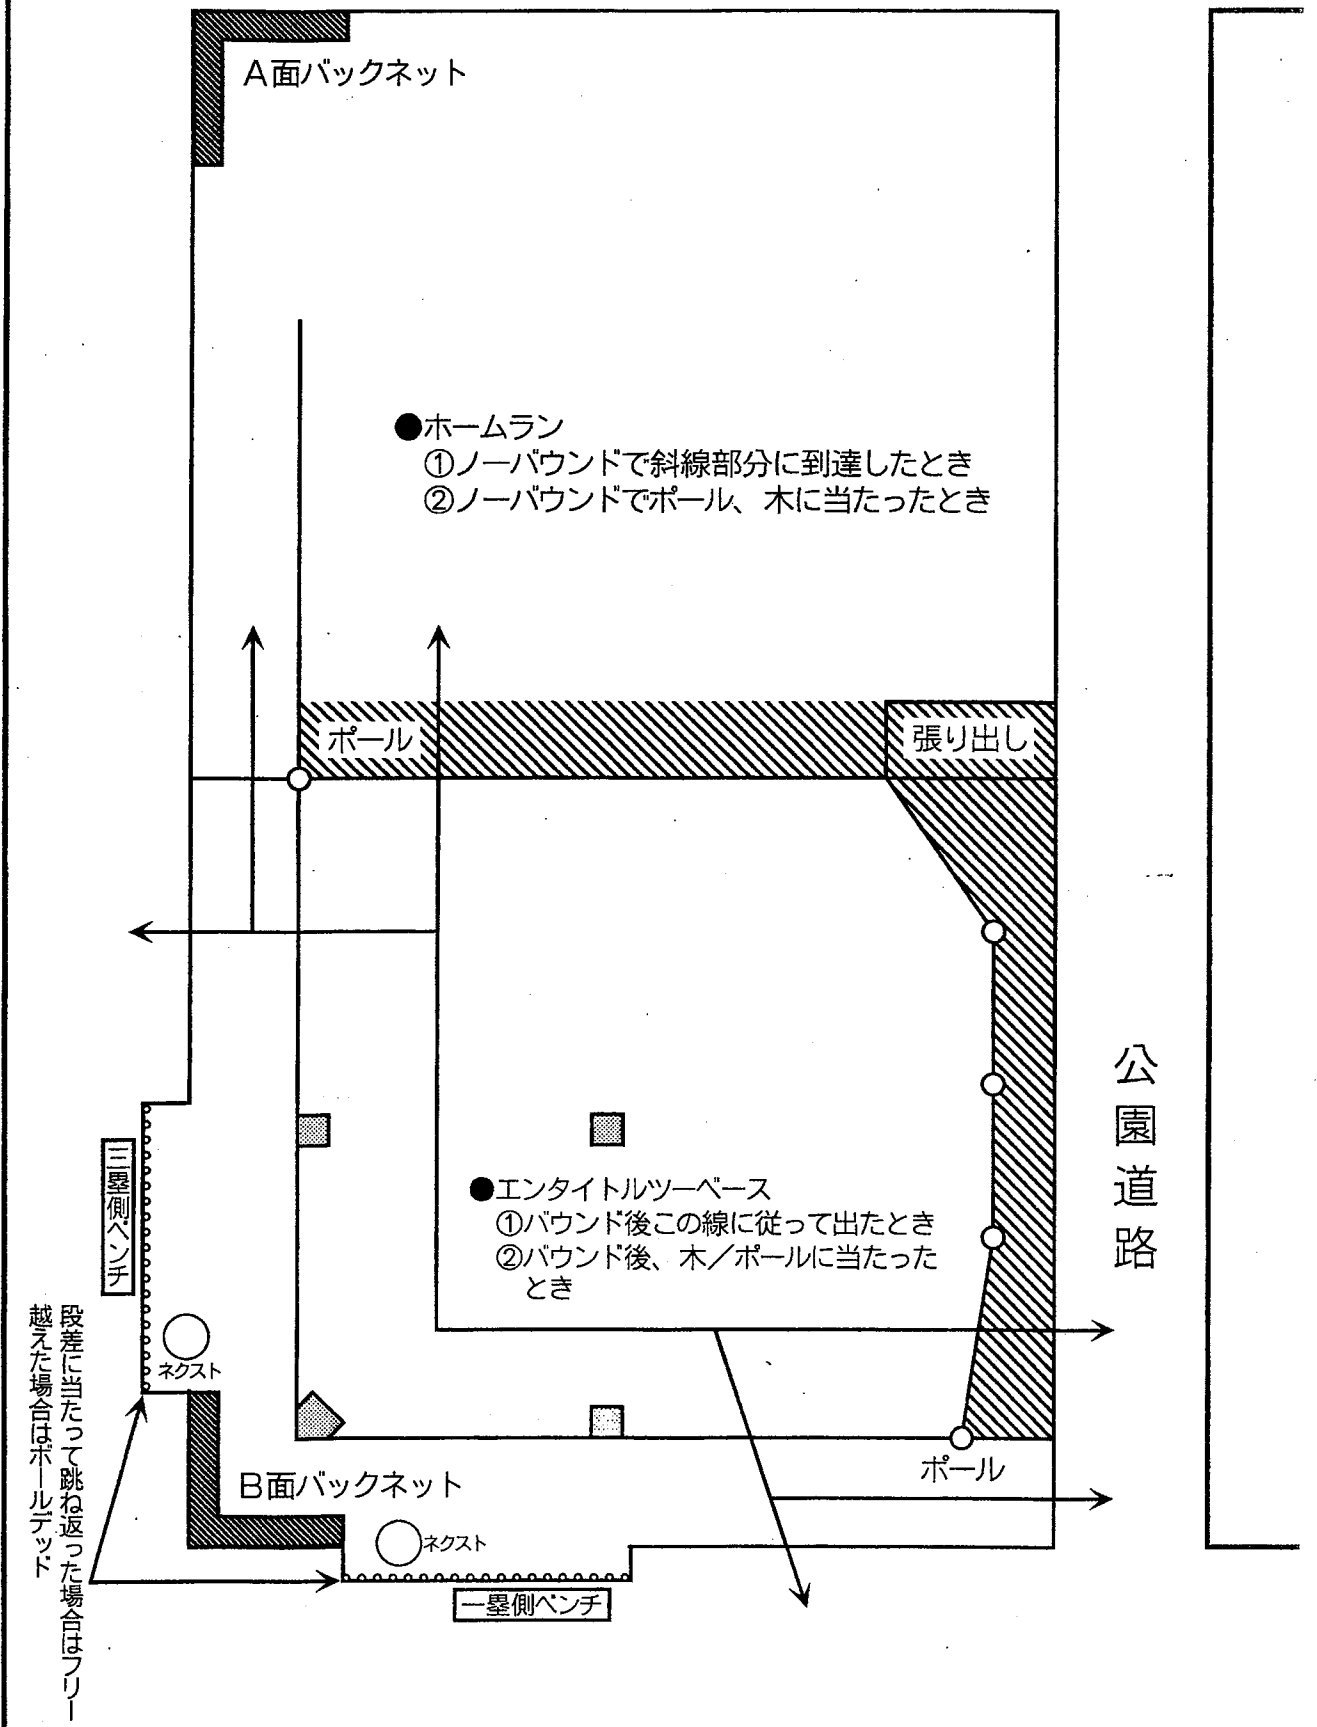 A面バックネット
●ホームラン
①ノーバウンドで斜線部分に到達したとき
②ノーバウンドでポール、木に当たったとき
ポール
張り出し
公園道路
三塁側ベンチ
●エンタイトルツーベース
①バウンド後この線に従って出たとき
②バウンド後、木／ポールに当たった
とき
ネクスト
段差に当たって跳ね返った場合はフリー
越えた場合はボールデッド
B面バックネット
ポール
ネクスト
一塁側ベンチ